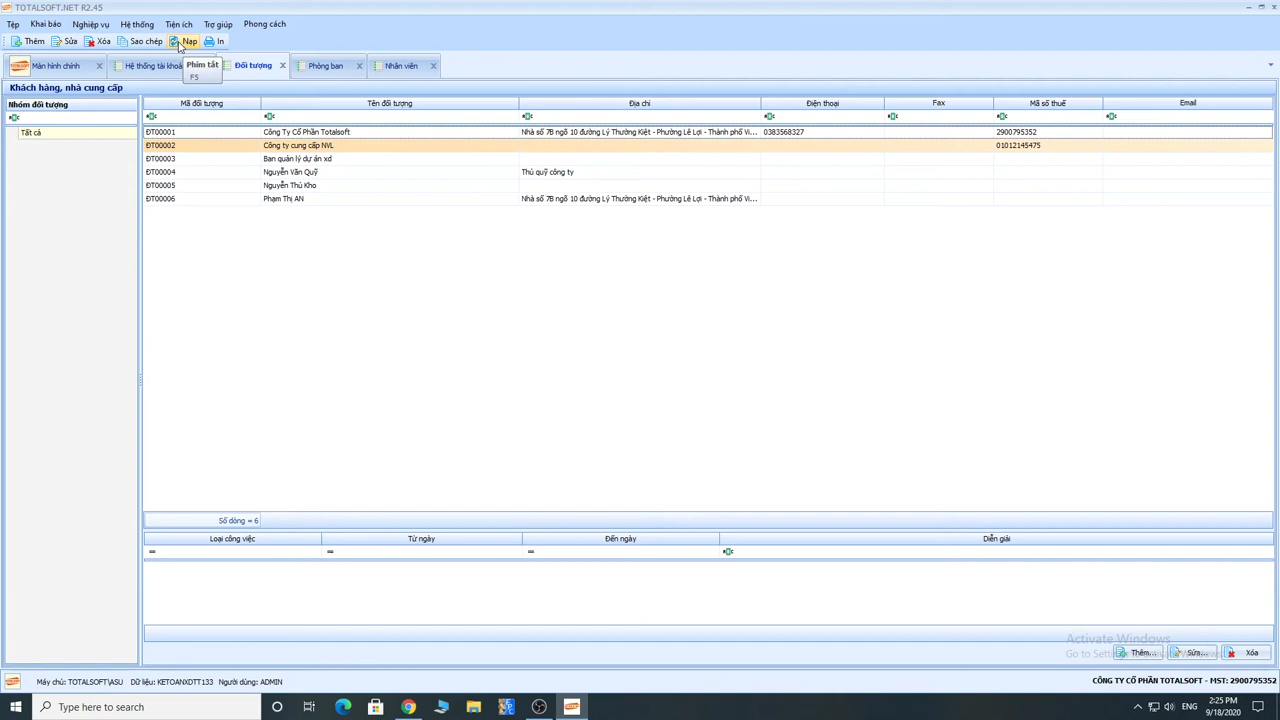 TOTALSOFT.NET R2.45
Tệp Khai báo Nghiệp vụ Hệ thống Tiện ích Trợ giúp Phong cách
Thêm Sửa Xóa Sao chép Nạp In
Màn hình chính Hệ thống tài khoả Đối tượng Phòng ban Nhân viên
Phím tắt
F5
Khách hàng, nhà cung cấp
Nhóm đối tượng
Tất cả
Mã đối tượng Tên đối tượng Địa chỉ Điện thoại Fax Mã số thuế Email
ĐT00001 Công Ty Cổ Phần Totalsoft Nhà số 7B ngõ 10 đường Lý Thường Kiệt - Phường Lê Lợi - Thành phố Vi... 0383568327 2900795352
ĐT00002 Công ty cung cấp NVL 01012145475
ĐT00003 Ban quản lý dự án xd
ĐT00004 Nguyễn Văn Quỹ Thủ quỹ công ty
ĐT00005 Nguyễn Thủ Kho
ĐT00006 Phạm Thị AN Nhà số 7B ngõ 10 đường Lý Thường Kiệt - Phường Lê Lợi - Thành phố Vi...
Số dòng = 6
Loại công việc Từ ngày Đến ngày Diễn giải
Activate Windows
Go to Settings to activate Windows.
Thêm... Sửa... Xóa
Máy chủ: TOTALSOFT\ASU Dữ liệu: KETOANXDTT133 Người dùng: ADMIN
CÔNG TY CỔ PHẦN TOTALSOFT - MST: 2900795352
Type here to search
ENG
2:25 PM
9/18/2020